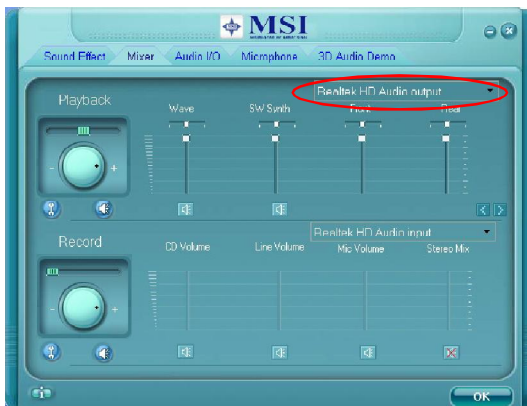 MSI
Sound Effect Mixer Audio I/O Microphone 3D Audio Demo
Realtek HD Audio output
Playback
Wave SW Synth Front Rear
- +
Realtek HD Audio input
Record
CD Volume Line Volume Mic Volume Stereo Mix
- +
OK